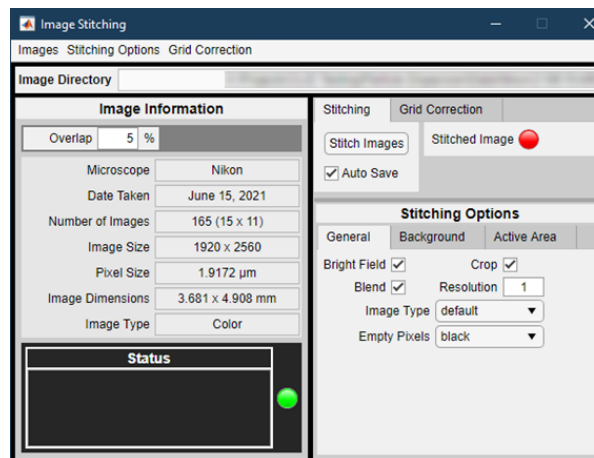 Image Stitching
Images Stitching Options Grid Correction
Image Directory
Image Information
Overlap 5 %
Microscope Nikon
Date Taken June 15, 2021
Number of Images 165 (15 x 11)
Image Size 1920 x 2560
Pixel Size 1.9172 µm
Image Dimensions 3.681 x 4.908 mm
Image Type Color
Status
Stitching Grid Correction
Stitch Images Stitched Image
Auto Save
Stitching Options
General Background Active Area
Bright Field Crop
Blend Resolution 1
Image Type default
Empty Pixels black